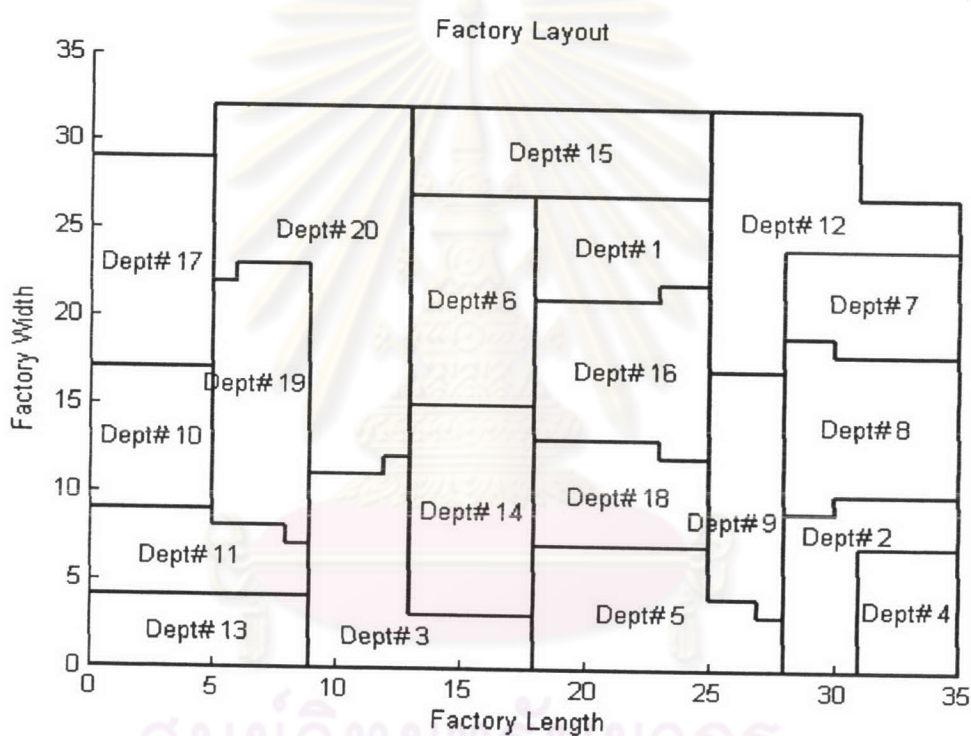 Factory Layout
35
30
25
20
15
10
5
0
Factory Width
Dept# 15
Dept# 20
Dept# 12
Dept# 1
Dept# 17
Dept# 6
Dept# 7
Dept# 16
Dept# 19
Dept# 10
Dept# 8
Dept# 18
Dept# 14
Dept# 9
Dept# 2
Dept# 11
Dept# 5
Dept# 4
Dept# 13
Dept# 3
0 5 10 15 20 25 30 35
Factory Length